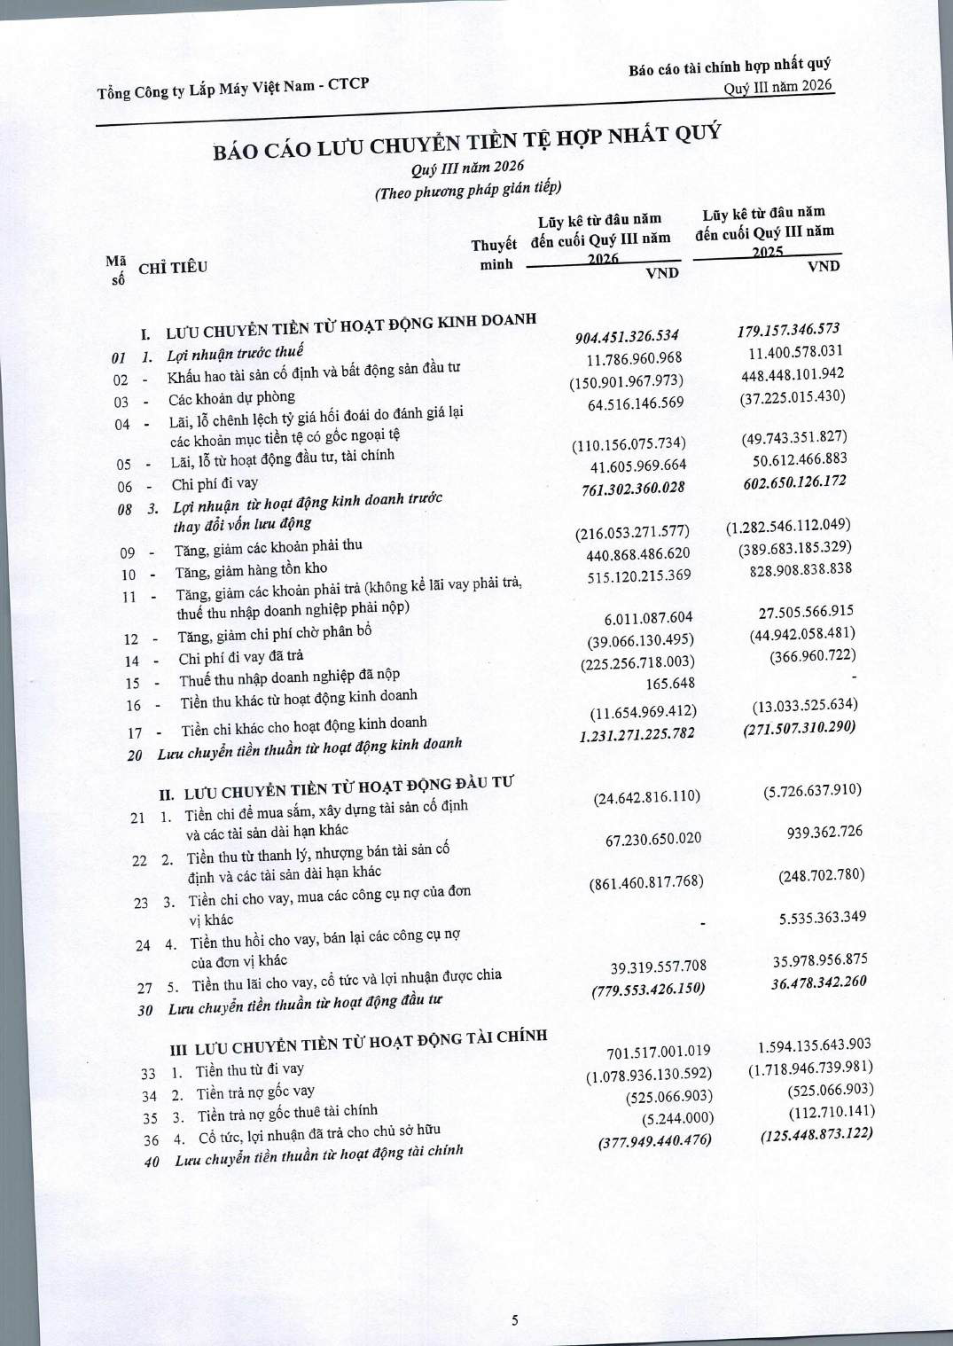 Tổng Công ty Lắp Máy Việt Nam - CTCP
Báo cáo tài chính hợp nhất quý
Quý III năm 2026
BÁO CÁO LƯU CHUYỂN TIỀN TỆ HỢP NHẤT QUÝ
Quý III năm 2026
(Theo phương pháp gián tiếp)
Mã số CHỈ TIÊU Thuyết minh Lũy kê từ đâu năm đến cuối Quý III năm 2026 VND Lũy kê từ đâu năm đến cuối Quý III năm 2025 VND
I. LƯU CHUYỂN TIỀN TỪ HOẠT ĐỘNG KINH DOANH
01 1. Lợi nhuận trước thuế 904.451.326.534 179.157.346.573
02 - Khấu hao tài sản cố định và bất động sản đầu tư 11.786.960.968 11.400.578.031
03 - Các khoản dự phòng (150.901.967.973) 448.448.101.942
04 - Lãi, lỗ chênh lệch tỷ giá hối đoái do đánh giá lại 64.516.146.569 (37.225.015.430)
các khoản mục tiền tệ có gốc ngoại tệ
05 - Lãi, lỗ từ hoạt động đầu tư, tài chính (110.156.075.734) (49.743.351.827)
06 - Chi phí đi vay 41.605.969.664 50.612.466.883
08 3. Lợi nhuận từ hoạt động kinh doanh trước 761.302.360.028 602.650.126.172
thay đổi vốn lưu động
09 - Tăng, giảm các khoản phải thu (216.053.271.577) (1.282.546.112.049)
10 - Tăng, giảm hàng tồn kho 440.868.486.620 (389.683.185.329)
11 - Tăng, giảm các khoản phải trả (không kể lãi vay phải trả, 515.120.215.369 828.908.838.838
thuế thu nhập doanh nghiệp phải nộp)
12 - Tăng, giảm chi phí chờ phân bổ 6.011.087.604 27.505.566.915
14 - Chi phí đi vay đã trả (39.066.130.495) (44.942.058.481)
15 - Thuế thu nhập doanh nghiệp đã nộp (225.256.718.003) (366.960.722)
16 - Tiền thu khác từ hoạt động kinh doanh 165.648 -
17 - Tiền chi khác cho hoạt động kinh doanh (11.654.969.412) (13.033.525.634)
20 Lưu chuyển tiền thuần từ hoạt động kinh doanh 1.231.271.225.782 (271.507.310.290)
II. LƯU CHUYỂN TIỀN TỪ HOẠT ĐỘNG ĐẦU TƯ
21 1. Tiền chi để mua sắm, xây dựng tài sản cố định (24.642.816.110) (5.726.637.910)
và các tài sản dài hạn khác
22 2. Tiền thu từ thanh lý, nhượng bán tài sản cố 67.230.650.020 939.362.726
định và các tài sản dài hạn khác
23 3. Tiền chi cho vay, mua các công cụ nợ của đơn (861.460.817.768) (248.702.780)
vị khác
24 4. Tiền thu hồi cho vay, bán lại các công cụ nợ - 5.535.363.349
của đơn vị khác
27 5. Tiền thu lãi cho vay, cổ tức và lợi nhuận được chia 39.319.557.708 35.978.956.875
30 Lưu chuyển tiền thuần từ hoạt động đầu tư (779.553.426.150) 36.478.342.260
III LƯU CHUYỂN TIỀN TỪ HOẠT ĐỘNG TÀI CHÍNH
33 1. Tiền thu từ đi vay 701.517.001.019 1.594.135.643.903
34 2. Tiền trả nợ gốc vay (1.078.936.130.592) (1.718.946.739.981)
35 3. Tiền trả nợ gốc thuê tài chính (525.066.903) (525.066.903)
36 4. Cổ tức, lợi nhuận đã trả cho chủ sở hữu (5.244.000) (112.710.141)
40 Lưu chuyển tiền thuần từ hoạt động tài chính (377.949.440.476) (125.448.873.122)
5